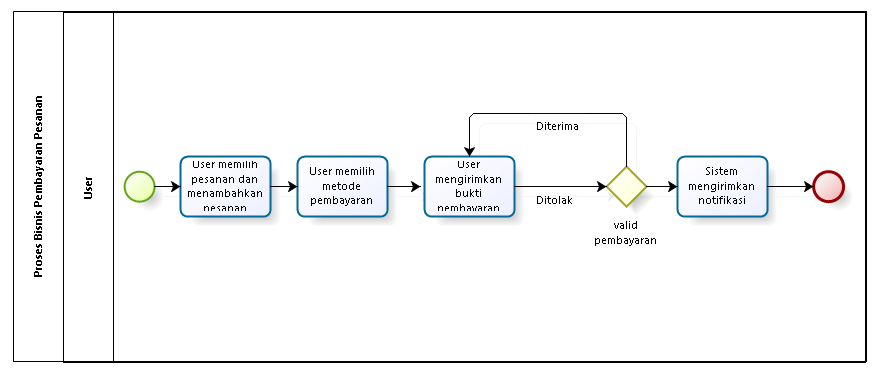 Proses Bisnis Pembayaran Pesanan
User
User memilih
pesanan dan
menambahkan
pesanan
User memilih
metode
pembayaran
User
mengirimkan
bukti
pembayaran
Diterima
Ditolak
valid
pembayaran
Sistem
mengirimkan
notifikasi